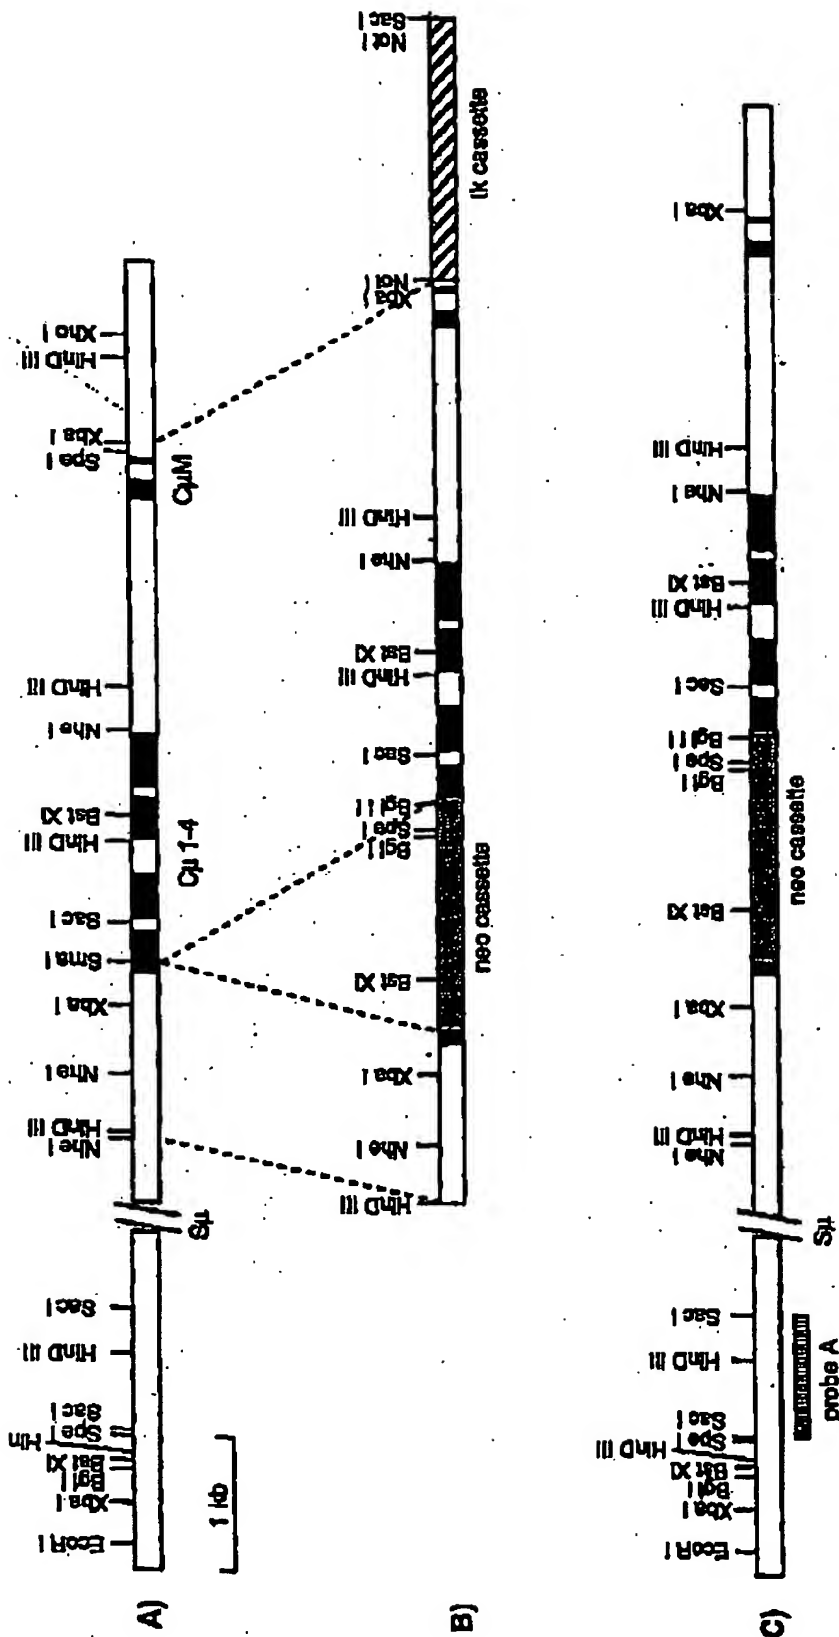 A)
EcoR I
Xba I
Bgl I
Bst XI
Hin
Spe I
Sac I
HinD III
Sac I
Sµ
Nhe I
HinD III
Nhe I
Xba I
Sma I
Sac I
HinD III
Bst XI
Nhe I
HinD III
Spe I
Xba I
HinD III
Xho I
Cµ 1-4
CµM
1 kb
B)
HinD III
Nhe I
Xba I
Bst XI
Bgl I
Spe I
Bgl II
Sac I
HinD III
Bst XI
Nhe I
HinD III
Xba I
Not I
Not I
Sac I
neo cassette
tk cassette
C)
EcoR I
Xba I
Bgl I
Bst XI
HinD III
Spe I
Sac I
HinD III
Sac I
Sµ
Nhe I
HinD III
Nhe I
Xba I
Bst XI
Bgl I
Spe I
Bgl II
Sac I
HinD III
Bst XI
Nhe I
HinD III
Xba I
probe A
neo cassette